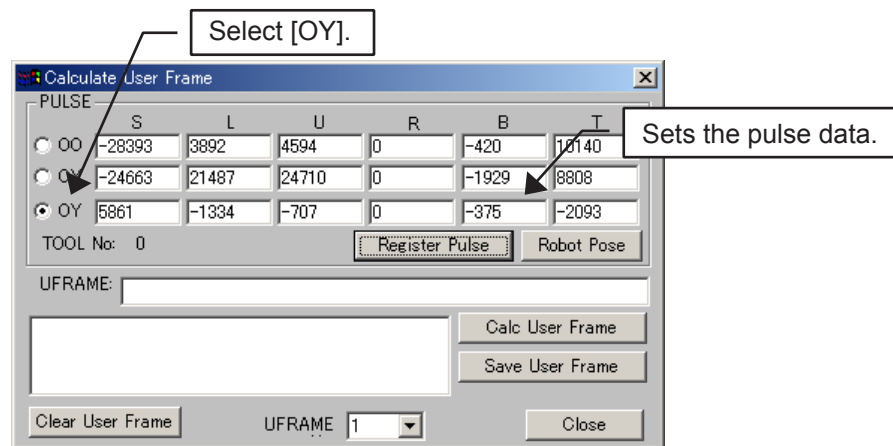 Select [OY].
Calculate User Frame
PULSE
S L U R B T
OO -28393 3892 4594 0 -420 10140
-24663 21487 24710 0 -1929 8808
OY 5861 -1334 -707 0 -375 -2093
Sets the pulse data.
TOOL No: 0 Register Pulse Robot Pose
UFRAME:
Calc User Frame
Save User Frame
Clear User Frame UFRAME 1 Close